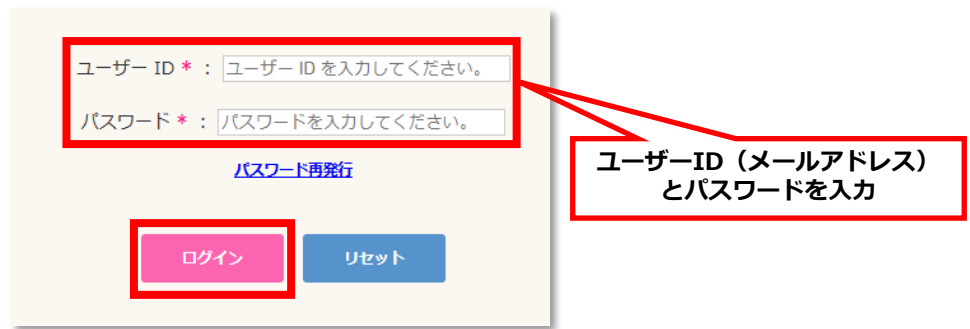 ユーザー ID * : ユーザー ID を入力してください。
パスワード * : パスワードを入力してください。
パスワード再発行
ログイン リセット
ユーザーID（メールアドレス）
とパスワードを入力